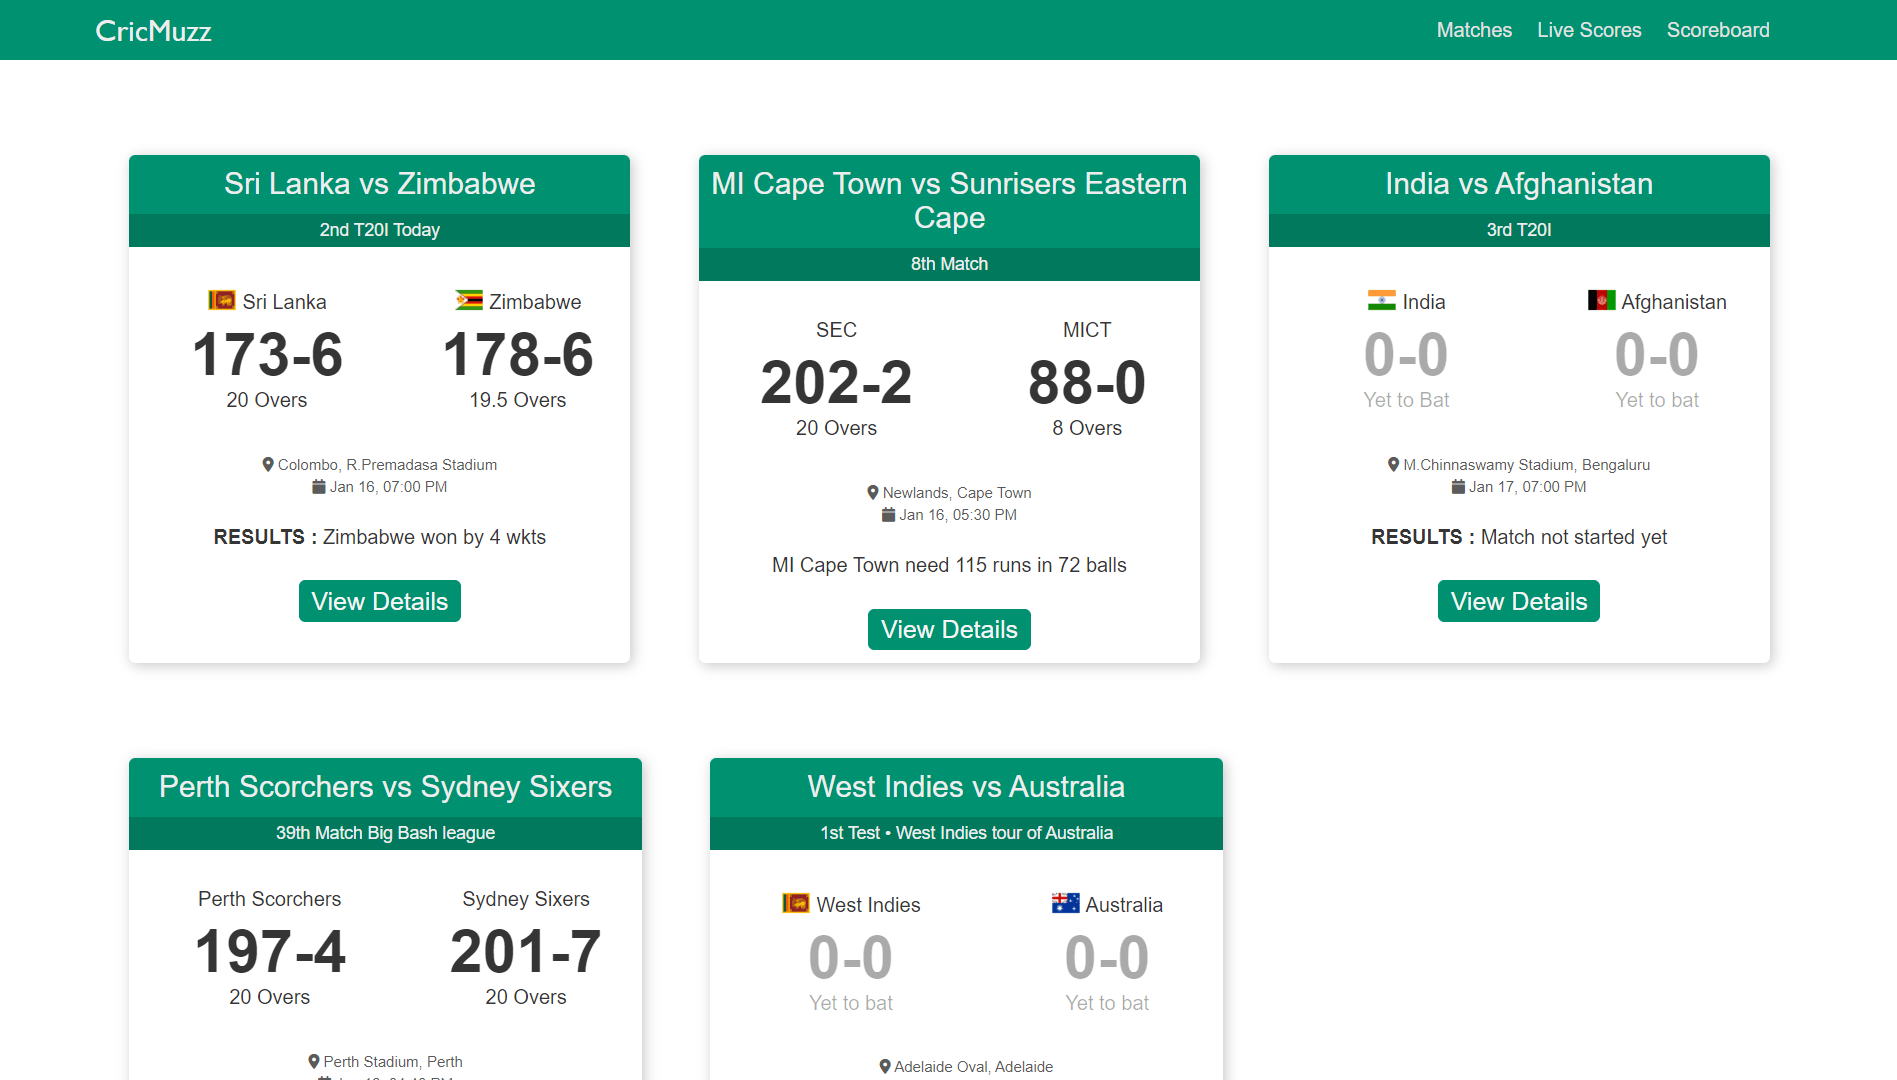 CricMuzz
Matches Live Scores Scoreboard
Sri Lanka vs Zimbabwe
2nd T20I Today
Sri Lanka Zimbabwe
173-6 178-6
20 Overs 19.5 Overs
Colombo, R.Premadasa Stadium
Jan 16, 07:00 PM
RESULTS : Zimbabwe won by 4 wkts
View Details
MI Cape Town vs Sunrisers Eastern
Cape
8th Match
SEC MICT
202-2 88-0
20 Overs 8 Overs
Newlands, Cape Town
Jan 16, 05:30 PM
MI Cape Town need 115 runs in 72 balls
View Details
India vs Afghanistan
3rd T20I
India Afghanistan
0-0 0-0
Yet to Bat Yet to bat
M.Chinnaswamy Stadium, Bengaluru
Jan 17, 07:00 PM
RESULTS : Match not started yet
View Details
Perth Scorchers vs Sydney Sixers
39th Match Big Bash league
Perth Scorchers Sydney Sixers
197-4 201-7
20 Overs 20 Overs
Perth Stadium, Perth
West Indies vs Australia
1st Test • West Indies tour of Australia
West Indies Australia
0-0 0-0
Yet to bat Yet to bat
Adelaide Oval, Adelaide